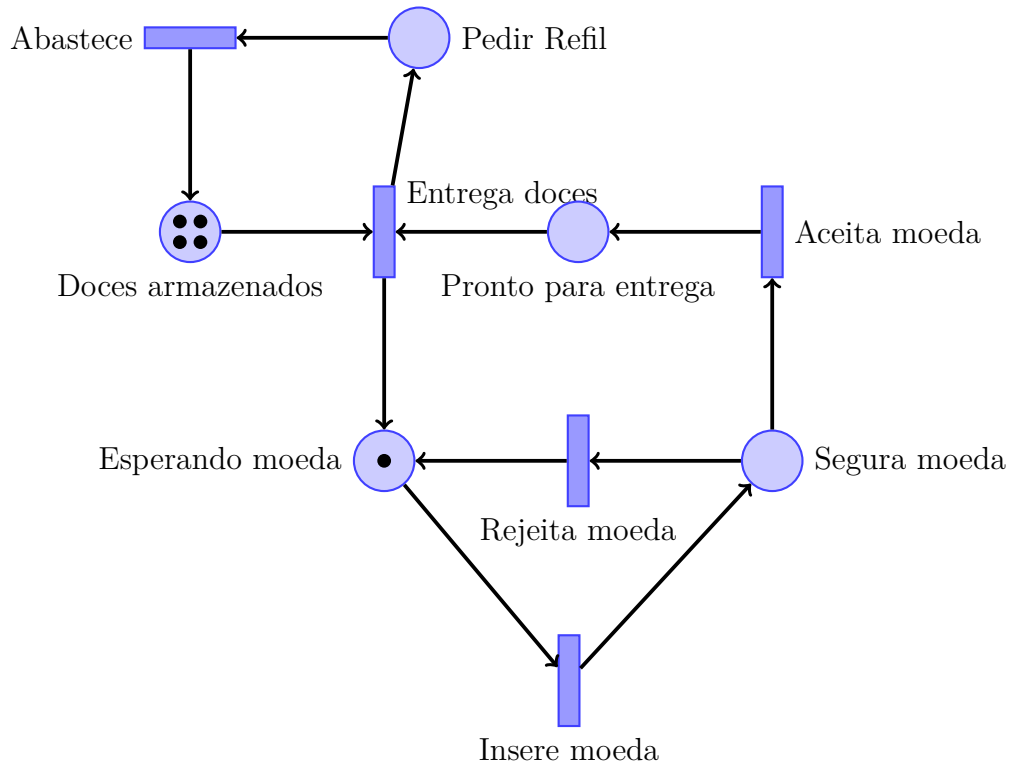 Abastece
Pedir Refil
Entrega doces
Aceita moeda
Doces armazenados
Pronto para entrega
Esperando moeda
Segura moeda
Rejeita moeda
Insere moeda